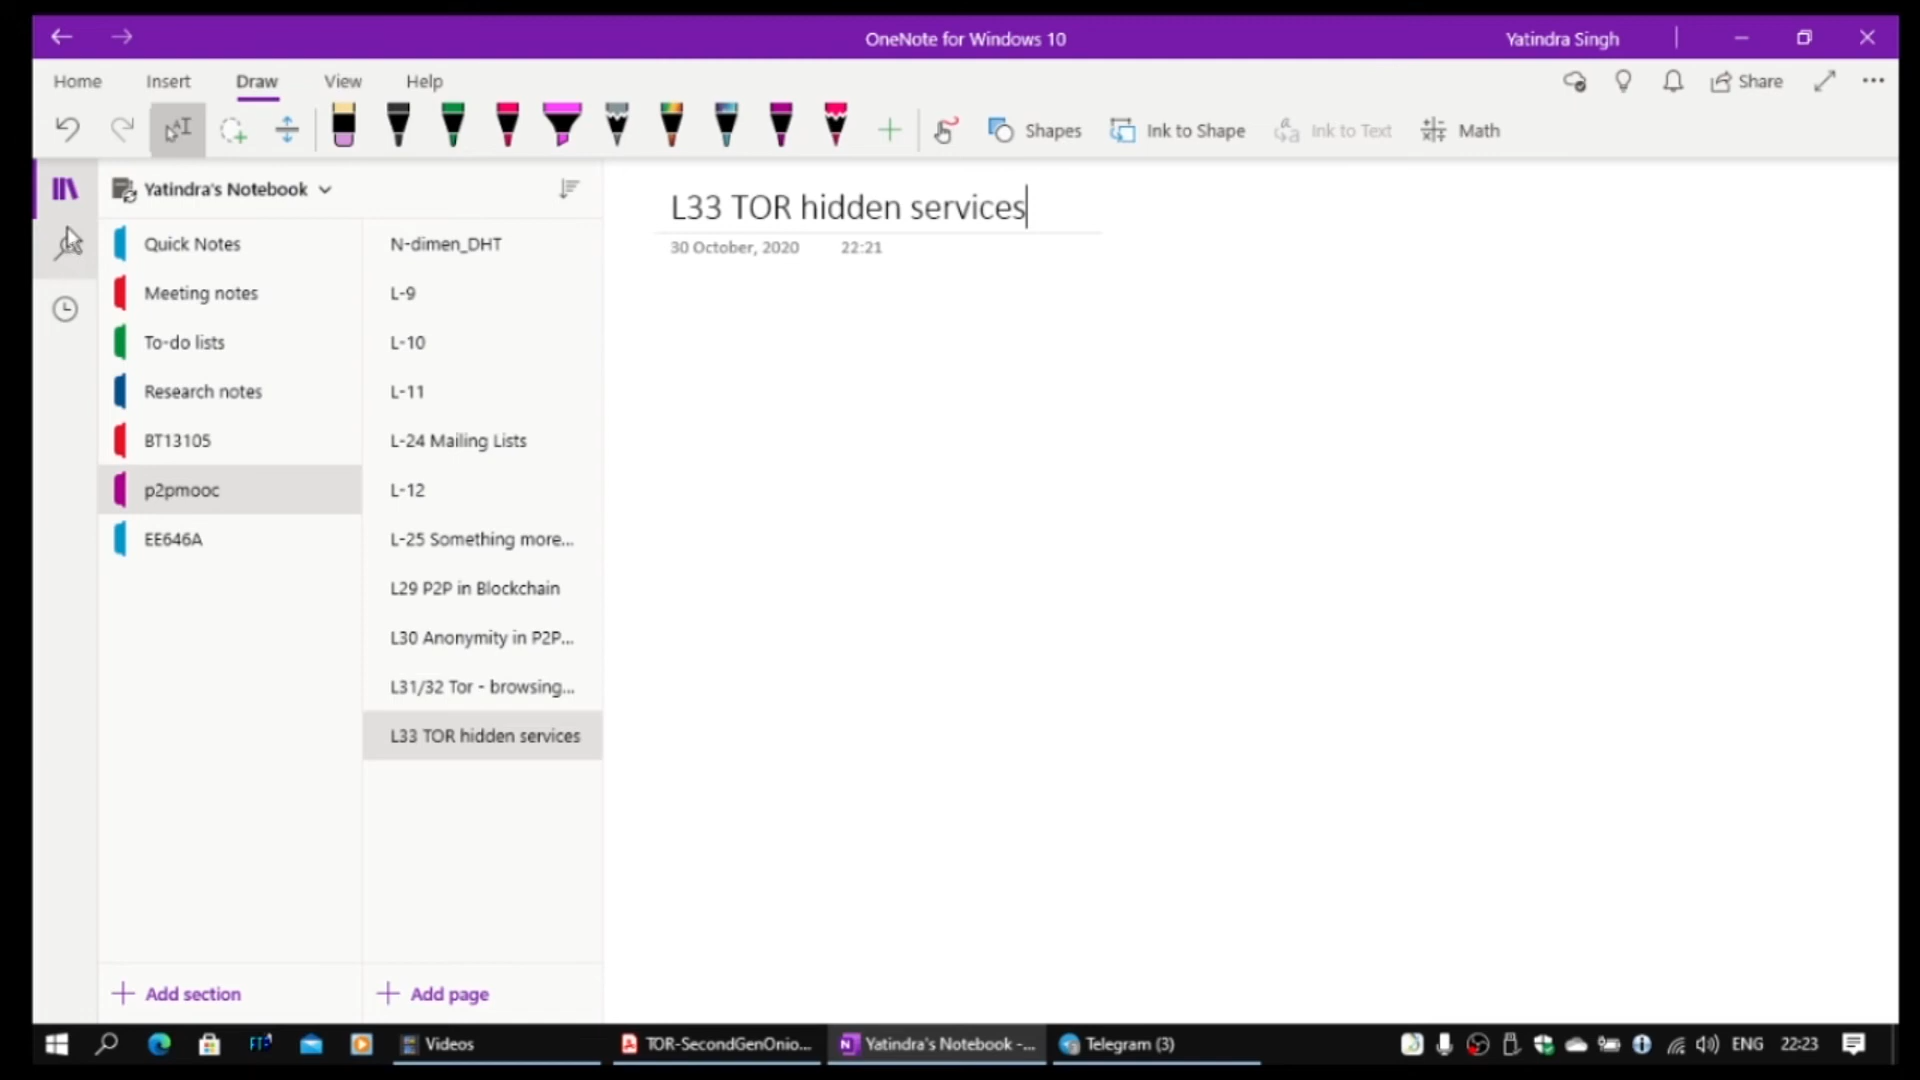 OneNote for Windows 10
Yatindra Singh
Home
Insert
Draw
View
Help
Share
Shapes
Ink to Shape
Ink to Text
Math
Yatindra's Notebook
Quick Notes
Meeting notes
To-do lists
Research notes
BT13105
p2pmooc
EE646A
Add section
N-dimen_DHT
L-9
L-10
L-11
L-24 Mailing Lists
L-12
L-25 Something more...
L29 P2P in Blockchain
L30 Anonymity in P2P...
L31/32 Tor - browsing...
L33 TOR hidden services
Add page
L33 TOR hidden services
30 October, 2020 22:21
Videos
TOR-SecondGenOnio...
Yatindra's Notebook -...
Telegram (3)
ENG
22:23